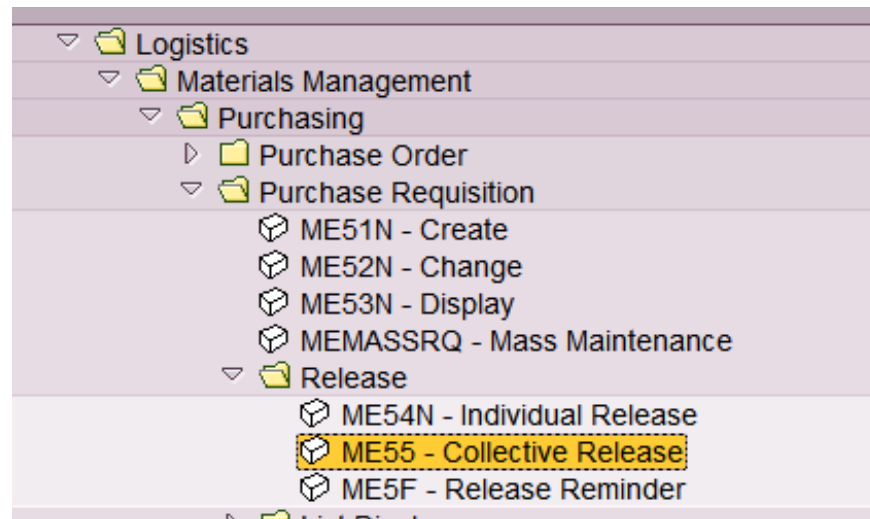 Logistics
Materials Management
Purchasing
Purchase Order
Purchase Requisition
ME51N - Create
ME52N - Change
ME53N - Display
MEMASSRQ - Mass Maintenance
Release
ME54N - Individual Release
ME55 - Collective Release
ME5F - Release Reminder